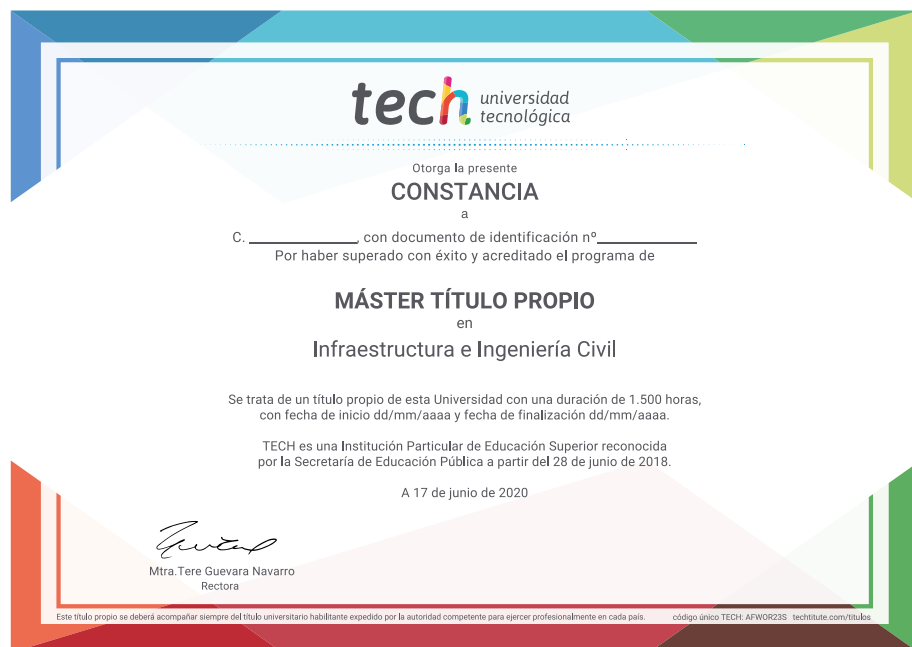 tech universidad
tecnológica
Otorga la presente
CONSTANCIA
a
C. ____________, con documento de identificación nº___________
Por haber superado con éxito y acreditado el programa de
MÁSTER TÍTULO PROPIO
en
Infraestructura e Ingeniería Civil
Se trata de un título propio de esta Universidad con una duración de 1.500 horas,
con fecha de inicio dd/mm/aaaa y fecha de finalización dd/mm/aaaa.
TECH es una Institución Particular de Educación Superior reconocida
por la Secretaría de Educación Pública a partir del 28 de junio de 2018.
A 17 de junio de 2020
Mtra.Tere Guevara Navarro
Rectora
Este título propio se deberá acompañar siempre del título universitario habilitante expedido por la autoridad competente para ejercer profesionalmente en cada país. código único TECH: AFWOR23S techtitute.com/titulos